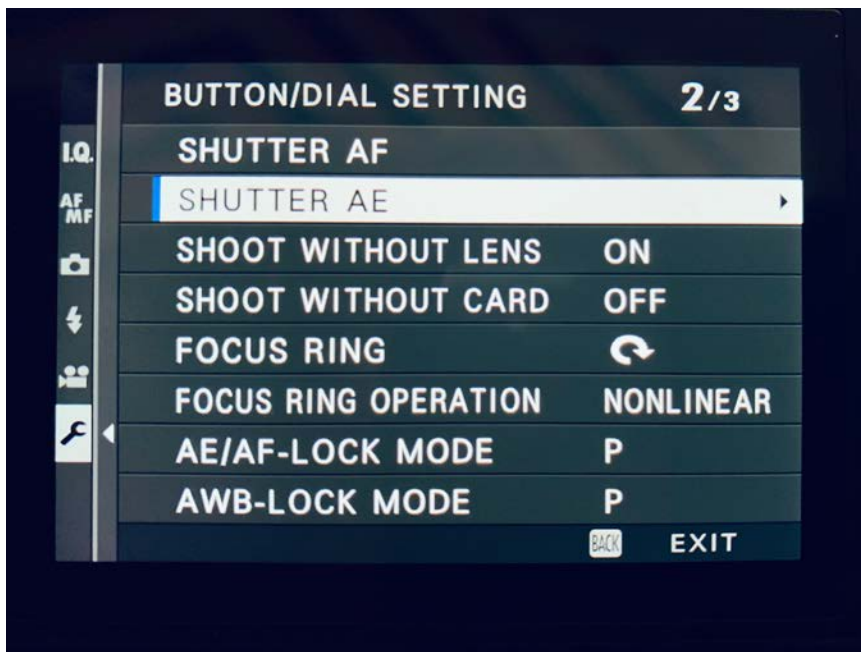 BUTTON/DIAL SETTING 2/3
I.Q.
SHUTTER AF
AF
MF
SHUTTER AE
SHOOT WITHOUT LENS ON
SHOOT WITHOUT CARD OFF
FOCUS RING
FOCUS RING OPERATION NONLINEAR
AE/AF-LOCK MODE P
AWB-LOCK MODE P
BACK EXIT